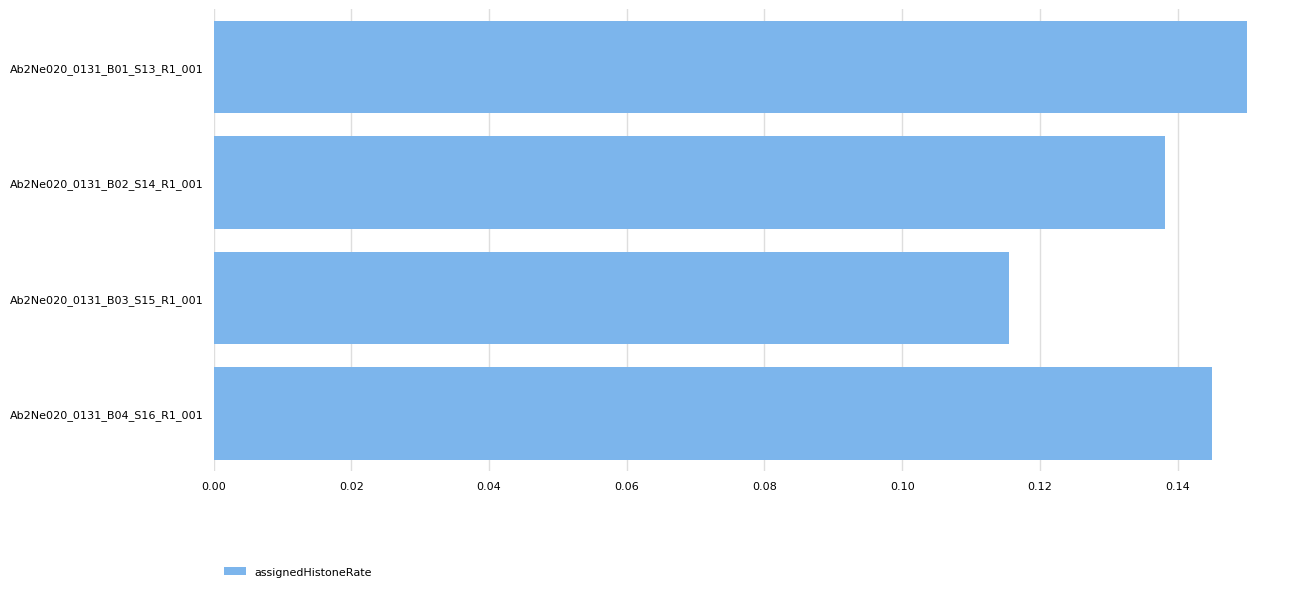 Ab2Ne020_0131_B01_S13_R1_001
Ab2Ne020_0131_B02_S14_R1_001
Ab2Ne020_0131_B03_S15_R1_001
Ab2Ne020_0131_B04_S16_R1_001
0.00 0.02 0.04 0.06 0.08 0.10 0.12 0.14
assignedHistoneRate